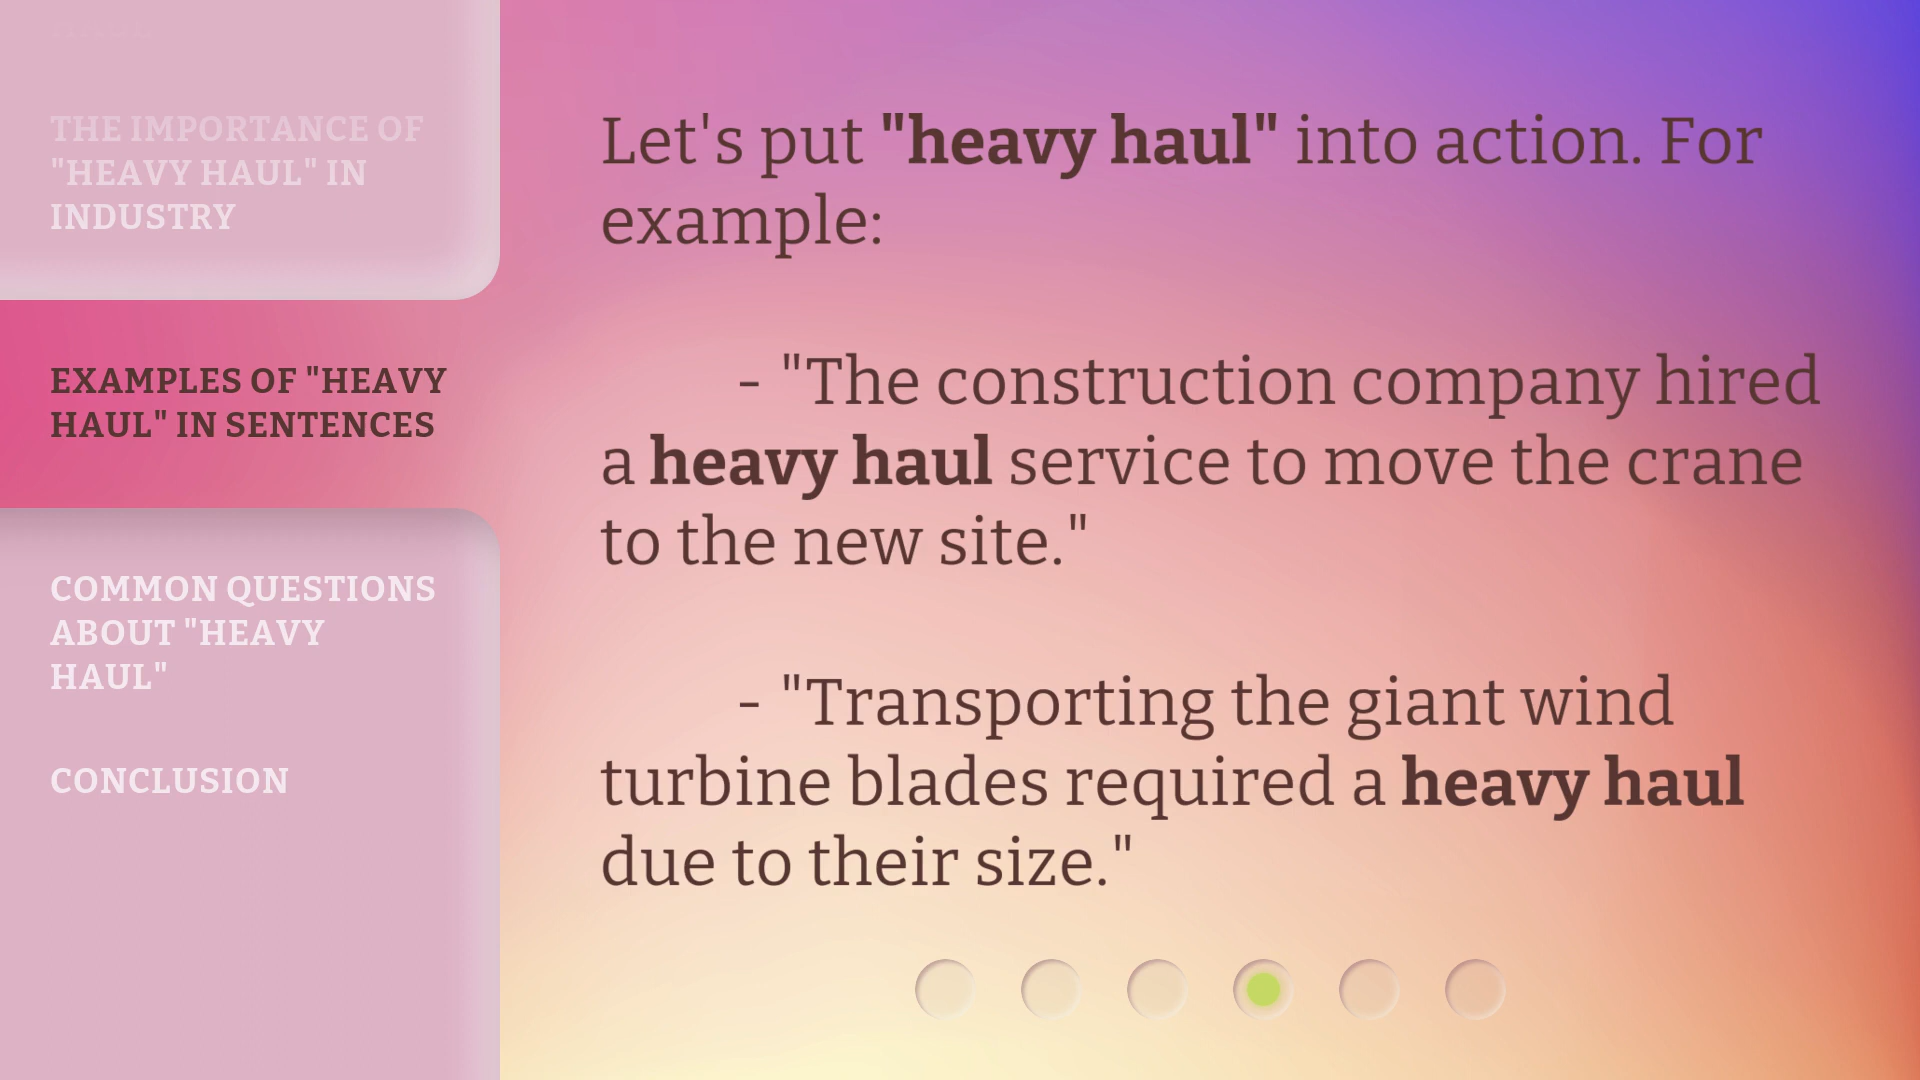 THE IMPORTANCE OF
"HEAVY HAUL" IN
INDUSTRY
EXAMPLES OF "HEAVY
HAUL" IN SENTENCES
COMMON QUESTIONS
ABOUT "HEAVY
HAUL"
CONCLUSION
Let's put "heavy haul" into action. For
example:
- "The construction company hired
a heavy haul service to move the crane
to the new site."
- "Transporting the giant wind
turbine blades required a heavy haul
due to their size."